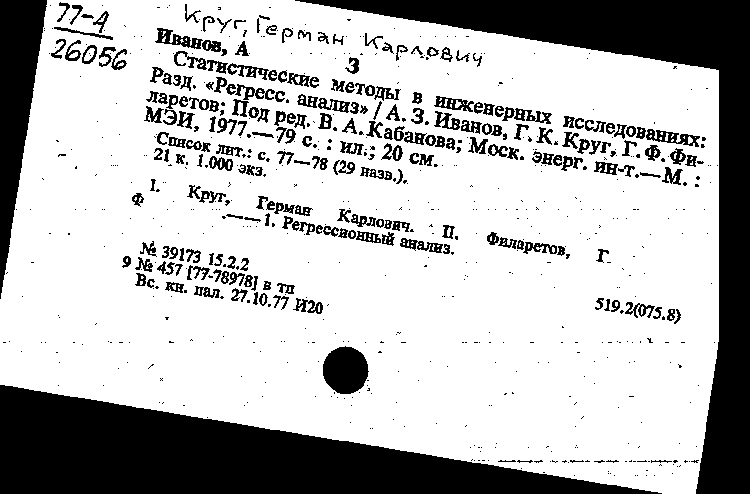 77-4
26056
Круг, Герман Карлович
Иванов, А З
Статистические методы в инженерных исследованиях:
Разд. «Регресс. анализ» / А. З. Иванов, Г. К. Круг, Г. Ф. Фи-
ларетов; Под ред. В. А. Кабанова; Моск. энерг. ин-т.—М. :
МЭИ, 1977.—79 с. : ил.; 20 см.
Список лит.: с. 77—78 (29 назв.).
21 к. 1.000 экз.
I. Круг, Герман Карлович. II. Филаретов, Г.
Ф .—— 1. Регрессионный анализ.
№ 39173 15.2.2
9 № 457 [77-78978] в тп
Вс. кн. пал. 27.10.77 И20
519.2(075.8)